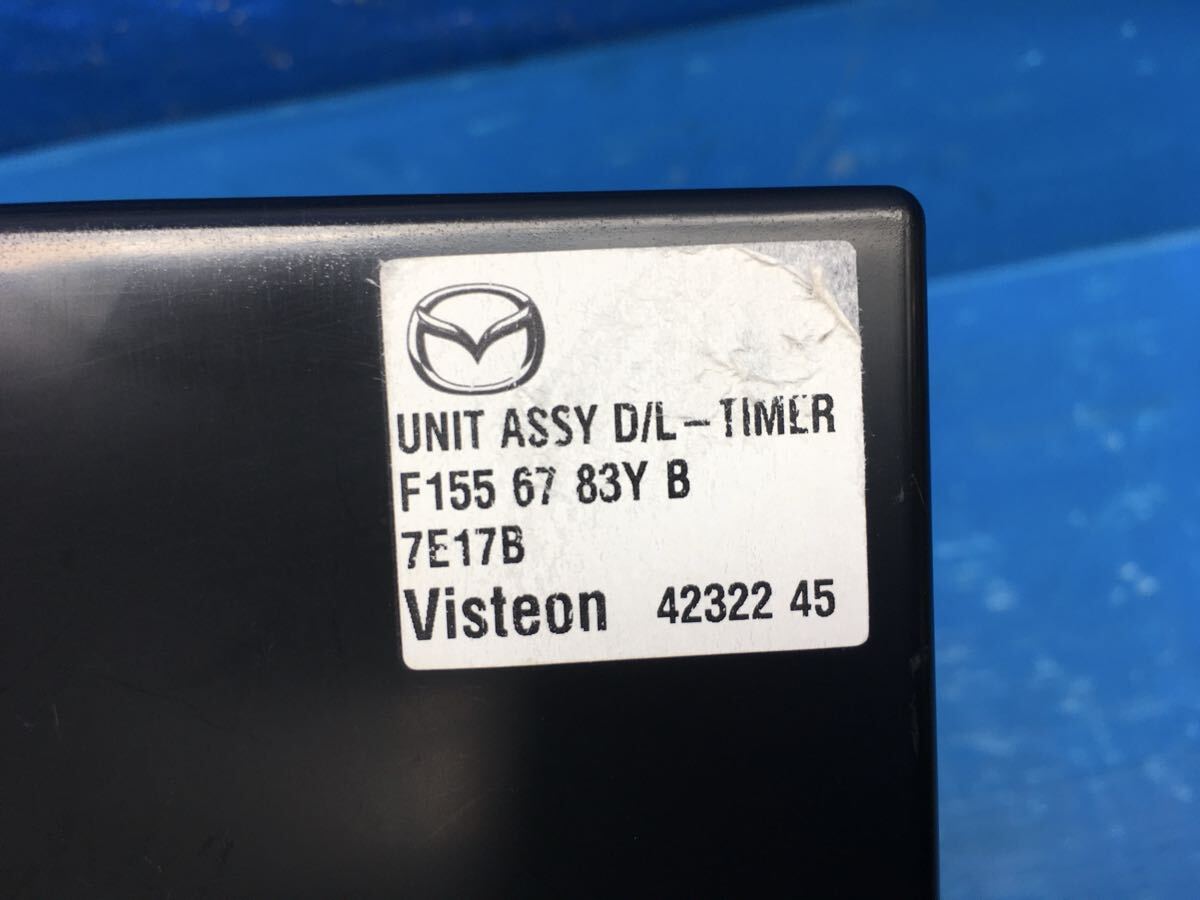 UNIT ASSY D/L-TIMER
F155 67 83Y B
7E17B
Visteon 42322 45